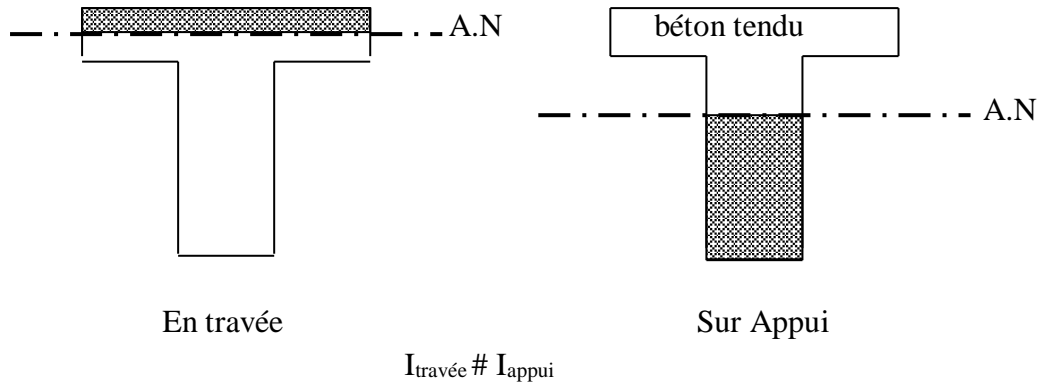 A.N
béton tendu
A.N
En travée
Sur Appui
Itravée # Iappui